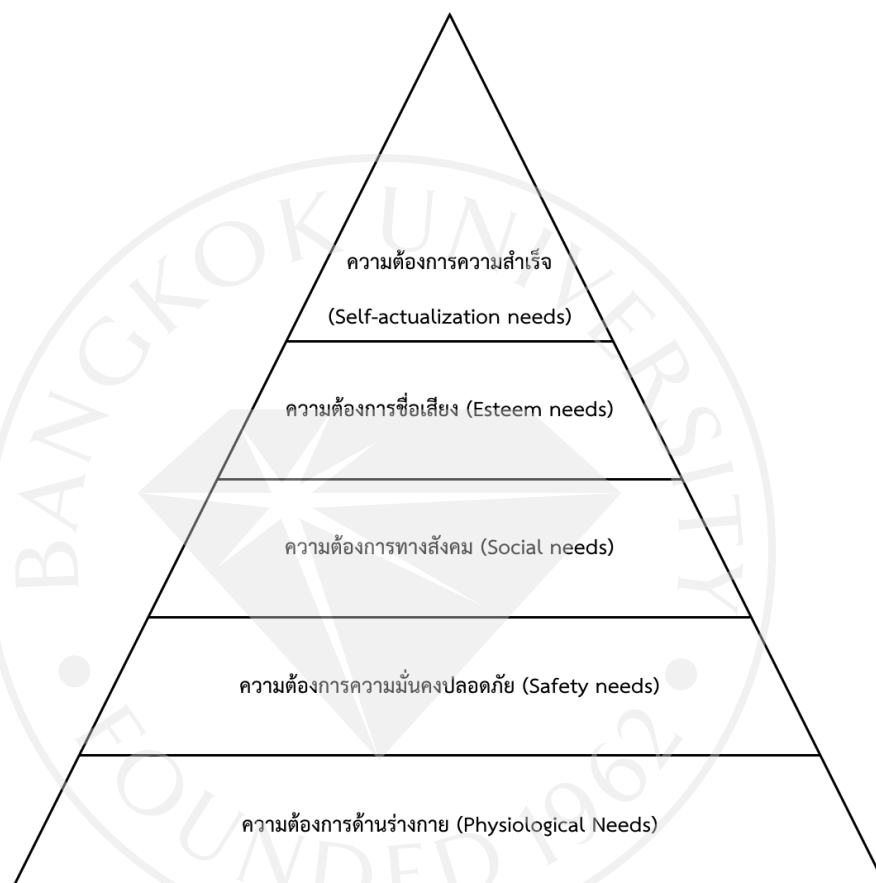 ความต้องการความสำเร็จ
(Self-actualization needs)
ความต้องการชื่อเสียง (Esteem needs)
ความต้องการทางสังคม (Social needs)
ความต้องการความมั่นคงปลอดภัย (Safety needs)
ความต้องการด้านร่างกาย (Physiological Needs)
BANGKOK UNIVERSITY
FOUNDED 1962